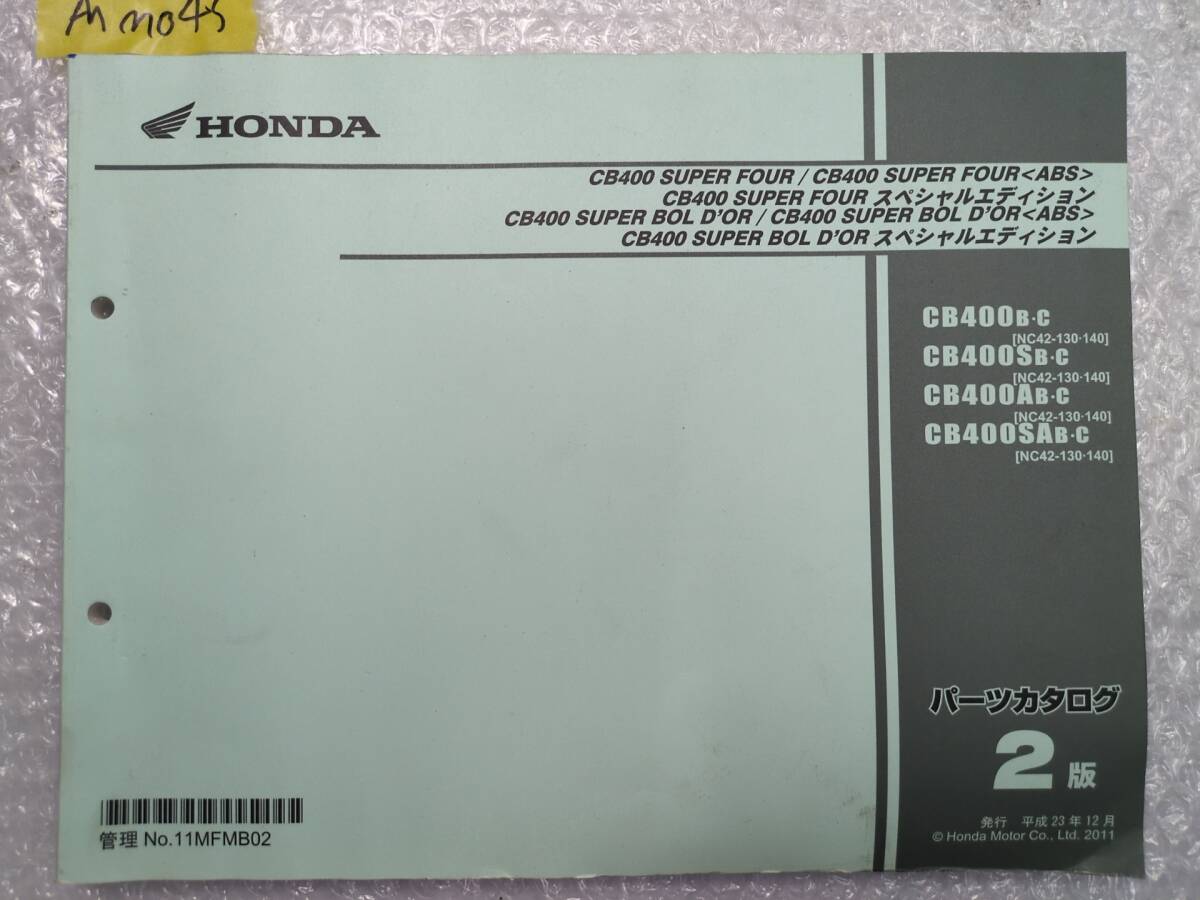 HONDA
CB400 SUPER FOUR / CB400 SUPER FOUR<ABS>
CB400 SUPER FOUR スペシャルエディション
CB400 SUPER BOL D'OR / CB400 SUPER BOL D'OR<ABS>
CB400 SUPER BOL D'OR スペシャルエディション
CB400B·C
[NC42-130·140]
CB400SB·C
[NC42-130·140]
CB400AB·C
[NC42-130·140]
CB400SAB·C
[NC42-130·140]
パーツカタログ
2版
発行 平成23年12月
© Honda Motor Co., Ltd. 2011
管理 No.11MFMB02